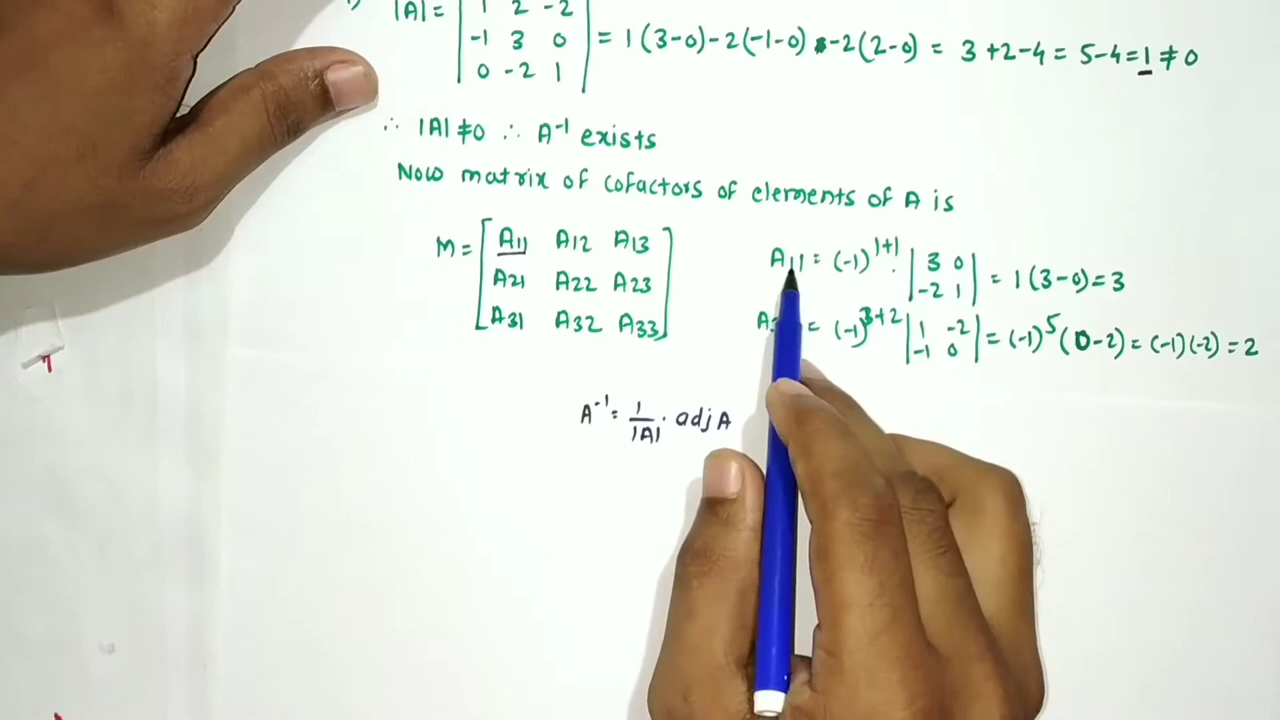 |A| = | 1 2 -2 |
| -1 3 0 | = 1(3-0)-2(-1-0) -2(2-0) = 3+2-4 = 5-4 = 1 ≠ 0
| 0 -2 1 |
∴ |A| ≠ 0 ∴ A⁻¹ exists
Now matrix of cofactors of elements of A is
M = [ A11 A12 A13
A21 A22 A23
A31 A32 A33 ]
A11 = (-1)¹⁺¹ | 3 0 |
| -2 1 | = 1(3-0) = 3
= (-1)³⁺² | 1 -2 |
| -1 0 | = (-1)⁵(0-2) = (-1)(-2) = 2
A⁻¹ = 1/|A| · adj A